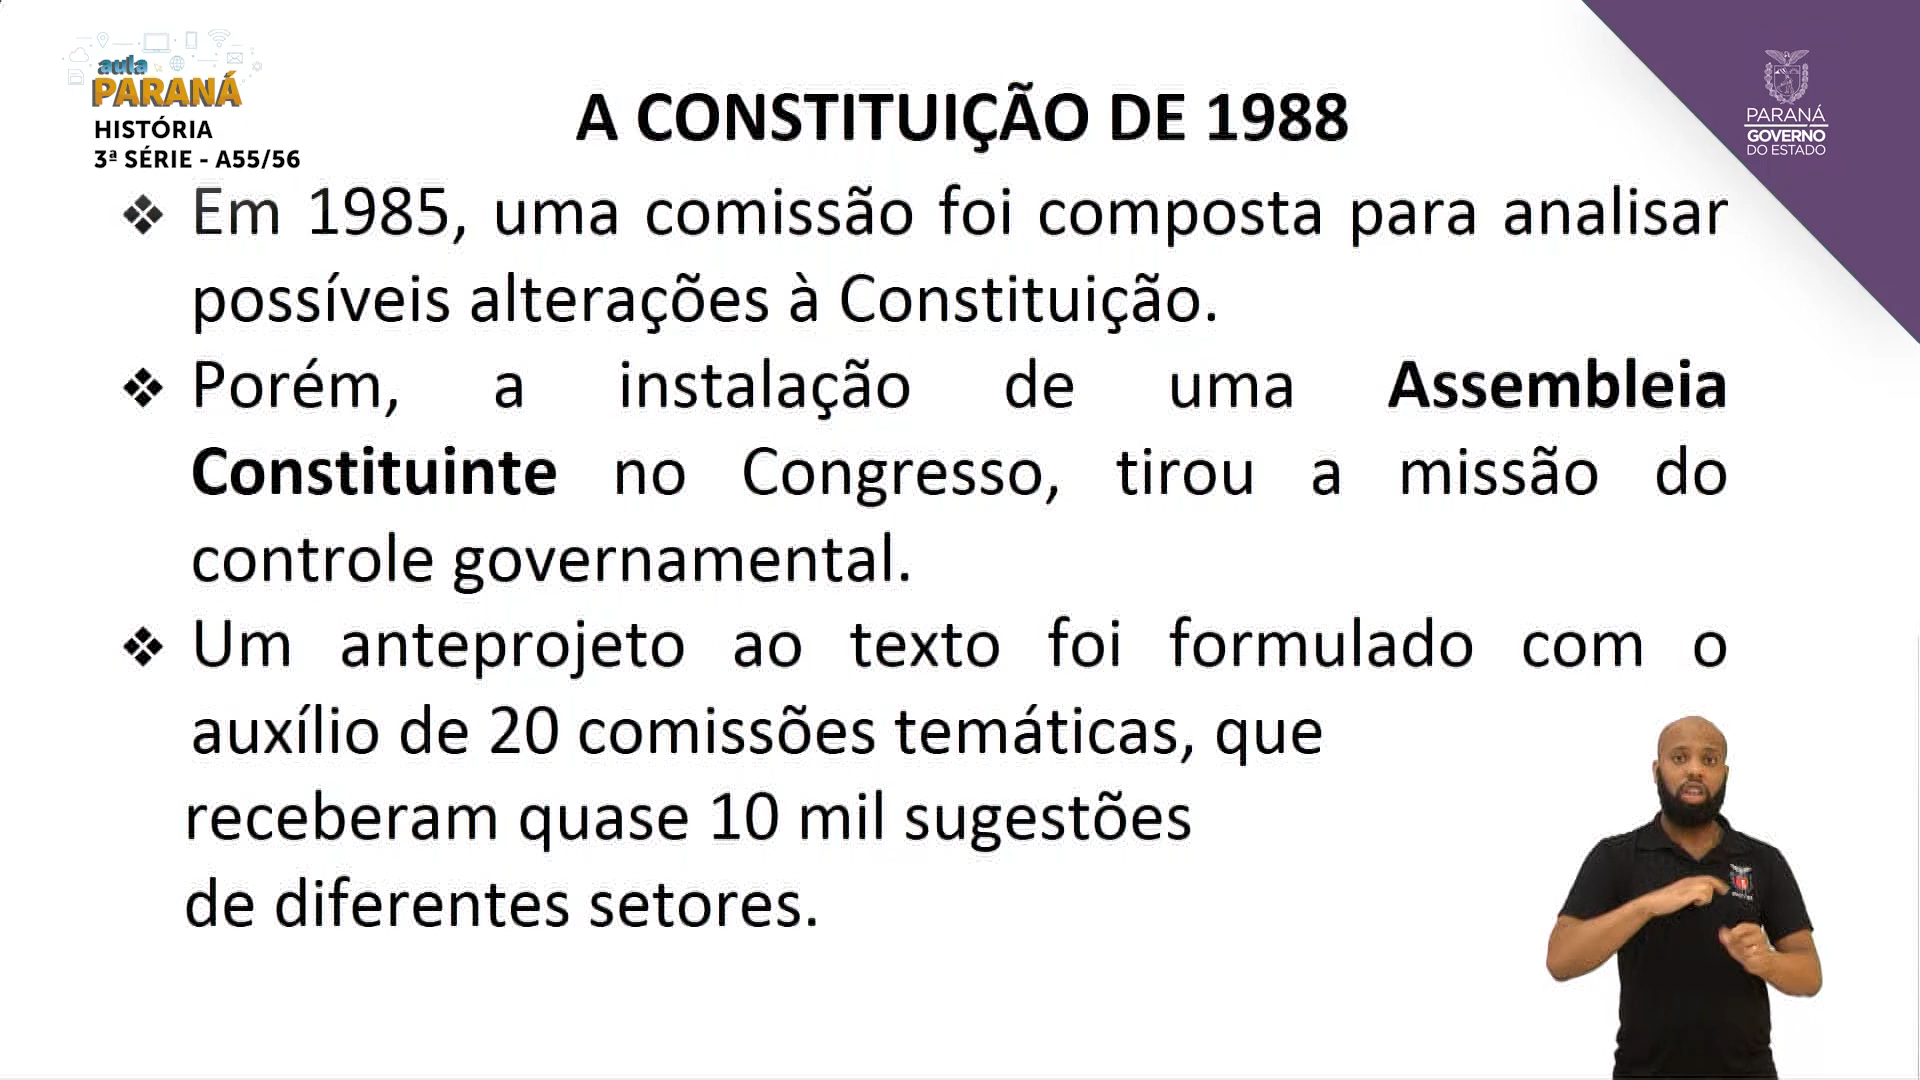 aula
PARANÁ
HISTÓRIA
3ª SÉRIE - A55/56
A CONSTITUIÇÃO DE 1988
PARANÁ
GOVERNO
DO ESTADO
❖ Em 1985, uma comissão foi composta para analisar
possíveis alterações à Constituição.
❖ Porém, a instalação de uma Assembleia
Constituinte no Congresso, tirou a missão do
controle governamental.
❖ Um anteprojeto ao texto foi formulado com o
auxílio de 20 comissões temáticas, que
receberam quase 10 mil sugestões
de diferentes setores.